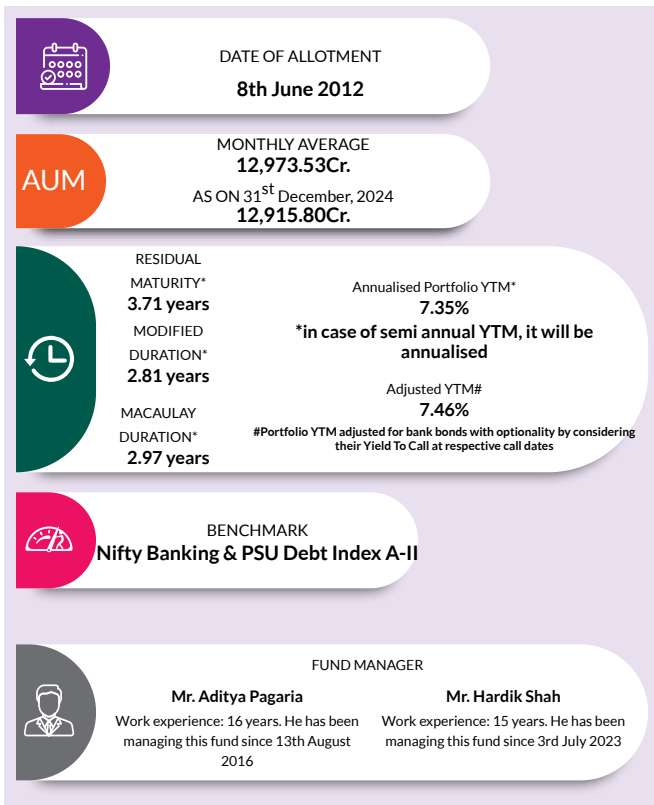 DATE OF ALLOTMENT
8th June 2012
AUM
MONTHLY AVERAGE
12,973.53Cr.
AS ON 31st December, 2024
12,915.80Cr.
RESIDUAL
MATURITY*
3.71 years
MODIFIED
DURATION*
2.81 years
MACAULAY
DURATION*
2.97 years
Annualised Portfolio YTM*
7.35%
*in case of semi annual YTM, it will be
annualised
Adjusted YTM#
7.46%
#Portfolio YTM adjusted for bank bonds with optionality by considering
their Yield To Call at respective call dates
BENCHMARK
Nifty Banking & PSU Debt Index A-II
FUND MANAGER
Mr. Aditya Pagaria
Work experience: 16 years. He has been
managing this fund since 13th August
2016
Mr. Hardik Shah
Work experience: 15 years. He has been
managing this fund since 3rd July 2023